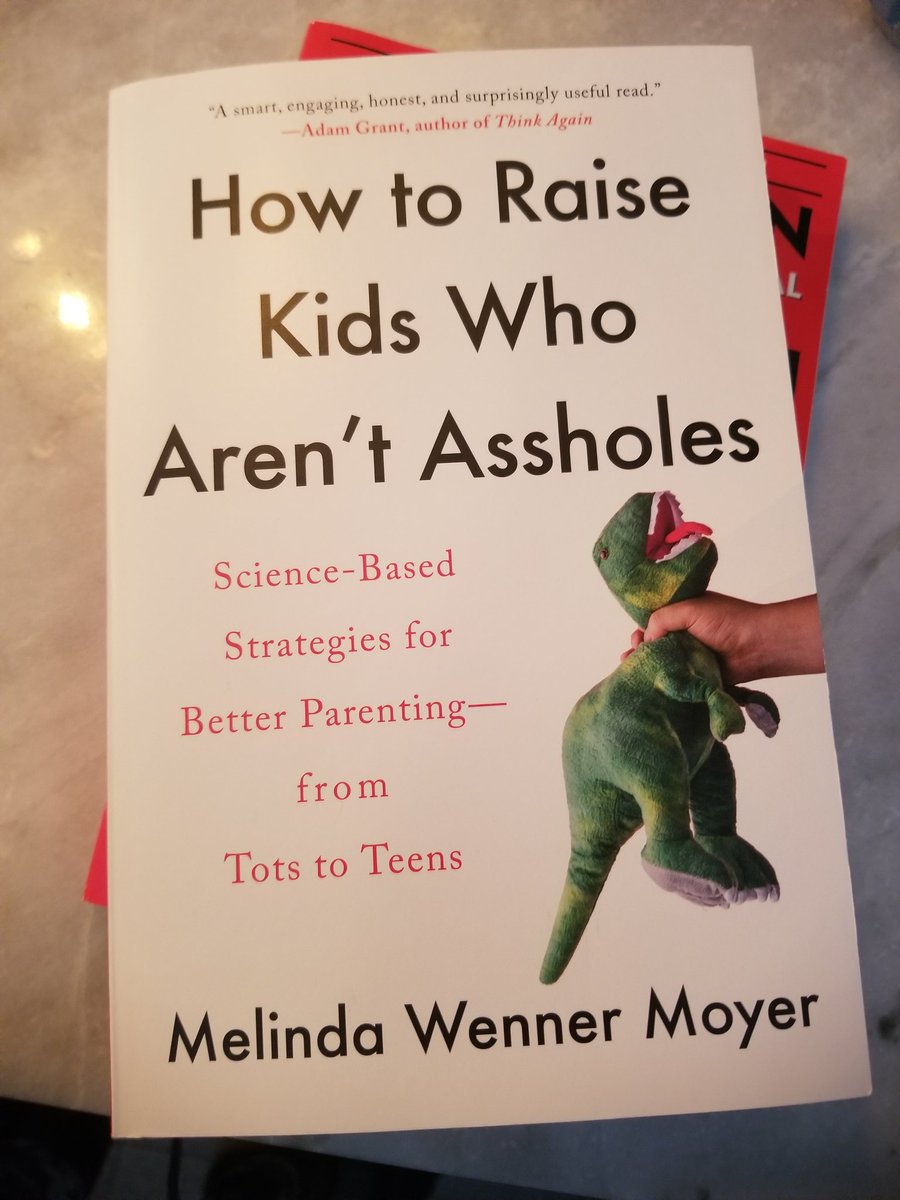 “A smart, engaging, honest, and surprisingly useful read.”
—Adam Grant, author of Think Again
How to Raise
Kids Who
Aren’t Assholes
Science-Based
Strategies for
Better Parenting—
from
Tots to Teens
Melinda Wenner Moyer